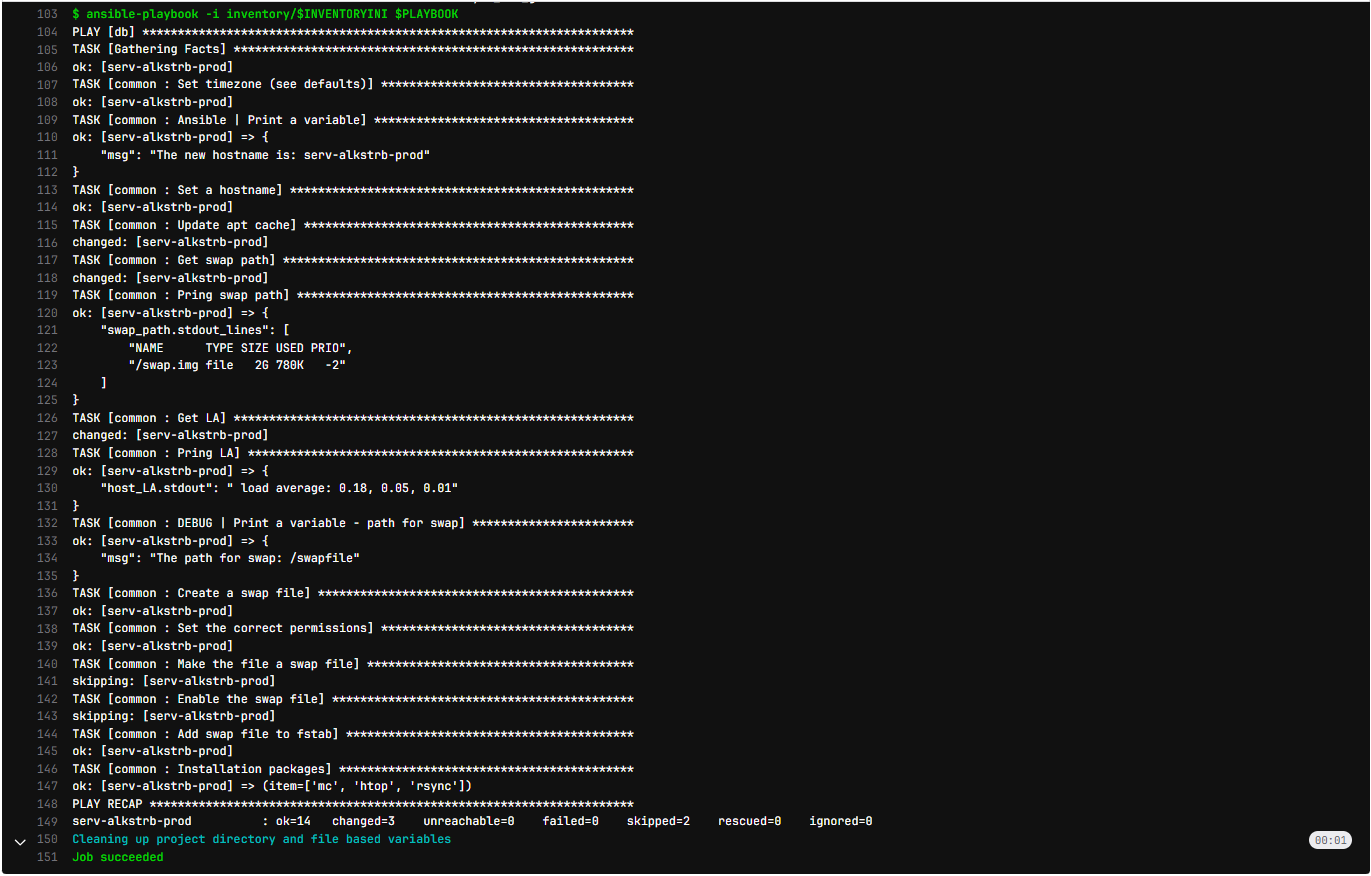 103 $ ansible-playbook -i inventory/$INVENTORYINI $PLAYBOOK
104 PLAY [db] **********************************************************************
105 TASK [Gathering Facts] *********************************************************
106 ok: [serv-alkstrb-prod]
107 TASK [common : Set timezone (see defaults)] ************************************
108 ok: [serv-alkstrb-prod]
109 TASK [common : Ansible | Print a variable] *************************************
110 ok: [serv-alkstrb-prod] => {
111     "msg": "The new hostname is: serv-alkstrb-prod"
112 }
113 TASK [common : Set a hostname] *************************************************
114 ok: [serv-alkstrb-prod]
115 TASK [common : Update apt cache] ***********************************************
116 changed: [serv-alkstrb-prod]
117 TASK [common : Get swap path] **************************************************
118 changed: [serv-alkstrb-prod]
119 TASK [common : Pring swap path] ************************************************
120 ok: [serv-alkstrb-prod] => {
121     "swap_path.stdout_lines": [
122         "NAME      TYPE SIZE USED PRIO",
123         "/swap.img file   2G 780K   -2"
124     ]
125 }
126 TASK [common : Get LA] *********************************************************
127 changed: [serv-alkstrb-prod]
128 TASK [common : Pring LA] *******************************************************
129 ok: [serv-alkstrb-prod] => {
130     "host_LA.stdout": " load average: 0.18, 0.05, 0.01"
131 }
132 TASK [common : DEBUG | Print a variable - path for swap] ***********************
133 ok: [serv-alkstrb-prod] => {
134     "msg": "The path for swap: /swapfile"
135 }
136 TASK [common : Create a swap file] *********************************************
137 ok: [serv-alkstrb-prod]
138 TASK [common : Set the correct permissions] ************************************
139 ok: [serv-alkstrb-prod]
140 TASK [common : Make the file a swap file] **************************************
141 skipping: [serv-alkstrb-prod]
142 TASK [common : Enable the swap file] *******************************************
143 skipping: [serv-alkstrb-prod]
144 TASK [common : Add swap file to fstab] *****************************************
145 ok: [serv-alkstrb-prod]
146 TASK [common : Installation packages] ******************************************
147 ok: [serv-alkstrb-prod] => (item=['mc', 'htop', 'rsync'])
148 PLAY RECAP *********************************************************************
149 serv-alkstrb-prod          : ok=14   changed=3    unreachable=0    failed=0    skipped=2    rescued=0    ignored=0
150 Cleaning up project directory and file based variables 00:01
151 Job succeeded